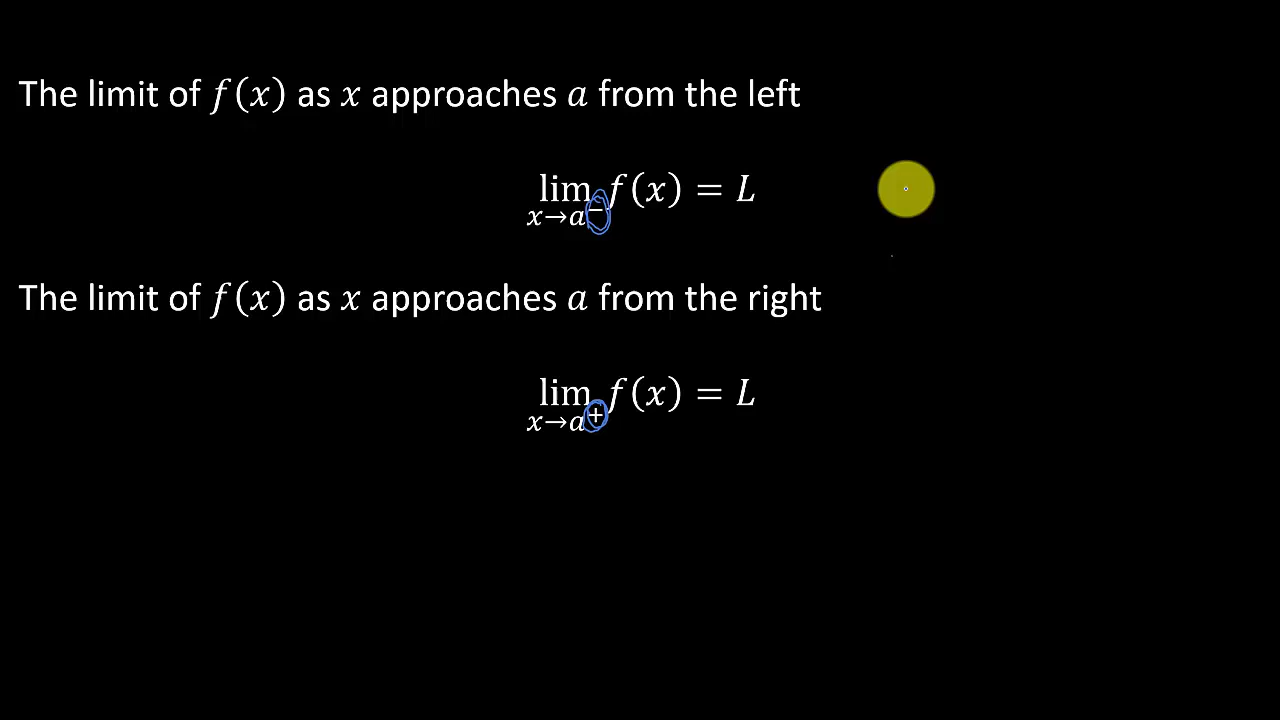 The limit of f(x) as x approaches a from the left
lim x→a⁻ f(x) = L
The limit of f(x) as x approaches a from the right
lim x→a⁺ f(x) = L